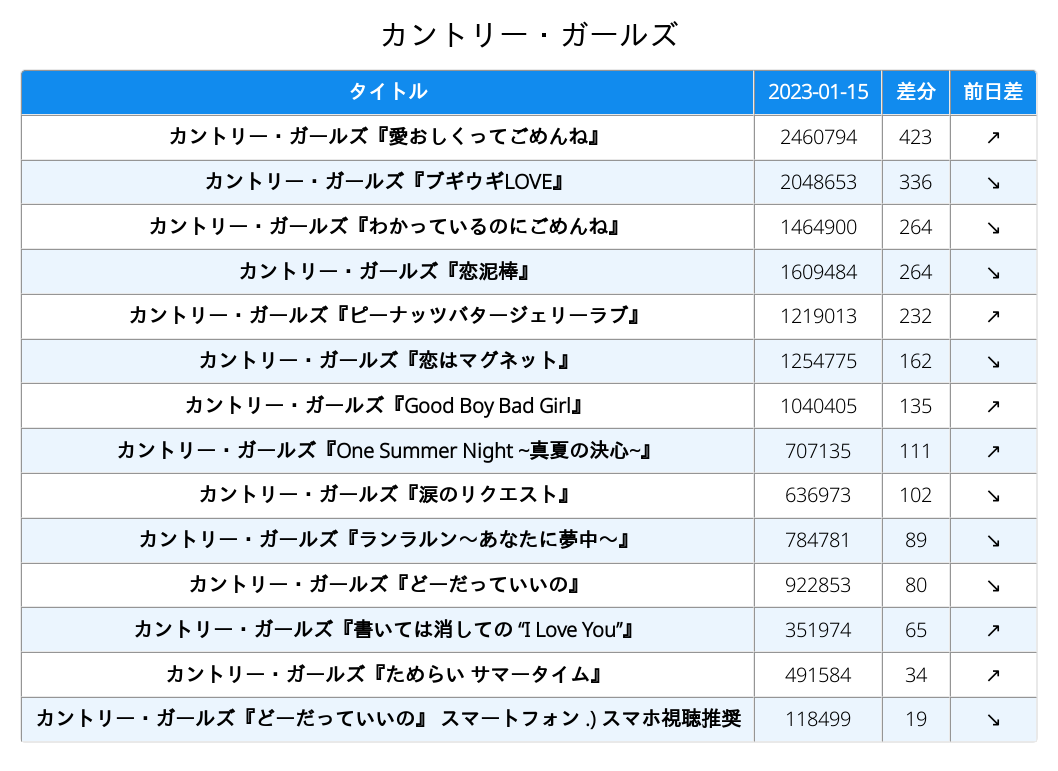 カントリー・ガールズ
タイトル 2023-01-15 差分 前日差
カントリー・ガールズ『愛おしくってごめんね』 2460794 423 ↗
カントリー・ガールズ『ブギウギLOVE』 2048653 336 ↘
カントリー・ガールズ『わかっているのにごめんね』 1464900 264 ↘
カントリー・ガールズ『恋泥棒』 1609484 264 ↘
カントリー・ガールズ『ピーナッツバタージェリーラブ』 1219013 232 ↗
カントリー・ガールズ『恋はマグネット』 1254775 162 ↘
カントリー・ガールズ『Good Boy Bad Girl』 1040405 135 ↗
カントリー・ガールズ『One Summer Night ~真夏の決心~』 707135 111 ↗
カントリー・ガールズ『涙のリクエスト』 636973 102 ↘
カントリー・ガールズ『ランラルン～あなたに夢中～』 784781 89 ↘
カントリー・ガールズ『どーだっていいの』 922853 80 ↘
カントリー・ガールズ『書いては消しての “I Love You”』 351974 65 ↗
カントリー・ガールズ『ためらい サマータイム』 491584 34 ↗
カントリー・ガールズ『どーだっていいの』 スマートフォン .) スマホ視聴推奨 118499 19 ↘